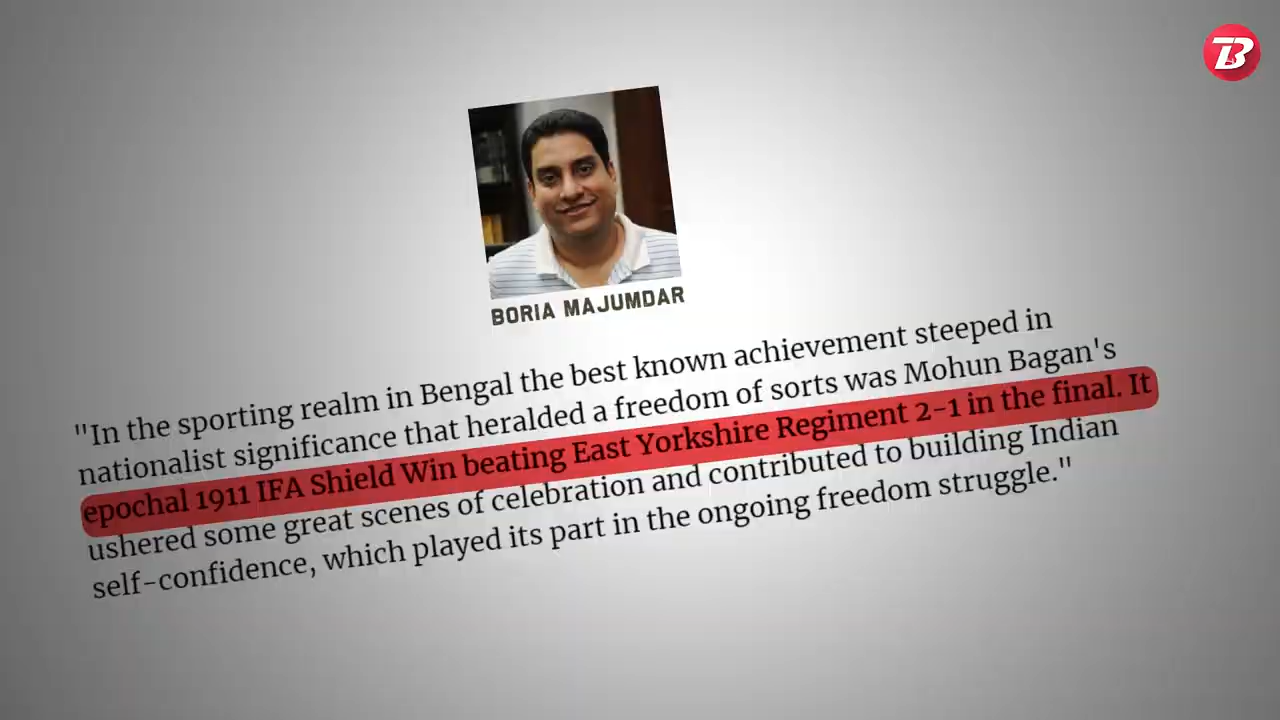 B
BORIA MAJUMDAR
"In the sporting realm in Bengal the best known achievement steeped in
nationalist significance that heralded a freedom of sorts was Mohun Bagan's
epochal 1911 IFA Shield Win beating East Yorkshire Regiment 2-1 in the final. It
ushered some great scenes of celebration and contributed to building Indian
self-confidence, which played its part in the ongoing freedom struggle."